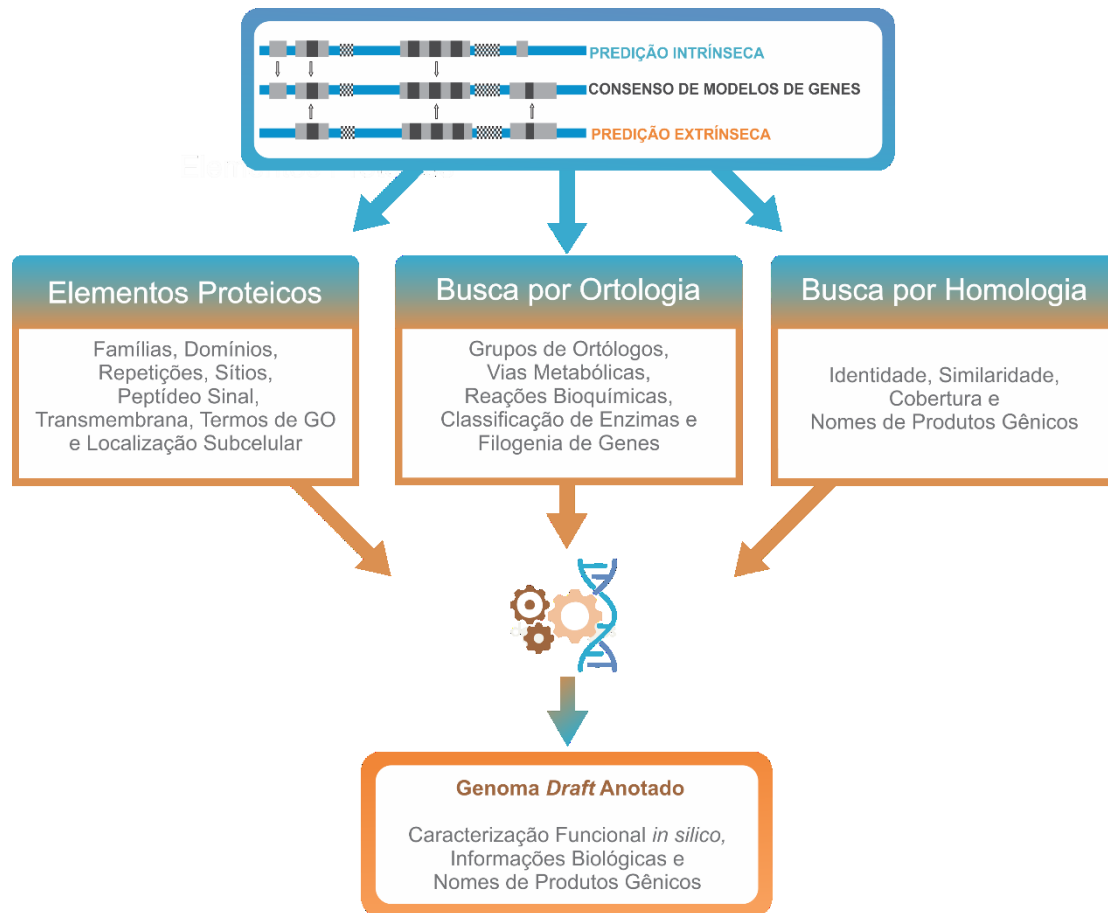 PREDIÇÃO INTRÍNSECA
CONSENSO DE MODELOS DE GENES
PREDIÇÃO EXTRÍNSECA
Elementos Proteicos
Famílias, Domínios,
Repetições, Sítios,
Peptídeo Sinal,
Transmembrana, Termos de GO
e Localização Subcelular
Busca por Ortologia
Grupos de Ortólogos,
Vias Metabólicas,
Reações Bioquímicas,
Classificação de Enzimas e
Filogenia de Genes
Busca por Homologia
Identidade, Similaridade,
Cobertura e
Nomes de Produtos Gênicos
Genoma Draft Anotado
Caracterização Funcional in silico,
Informações Biológicas e
Nomes de Produtos Gênicos